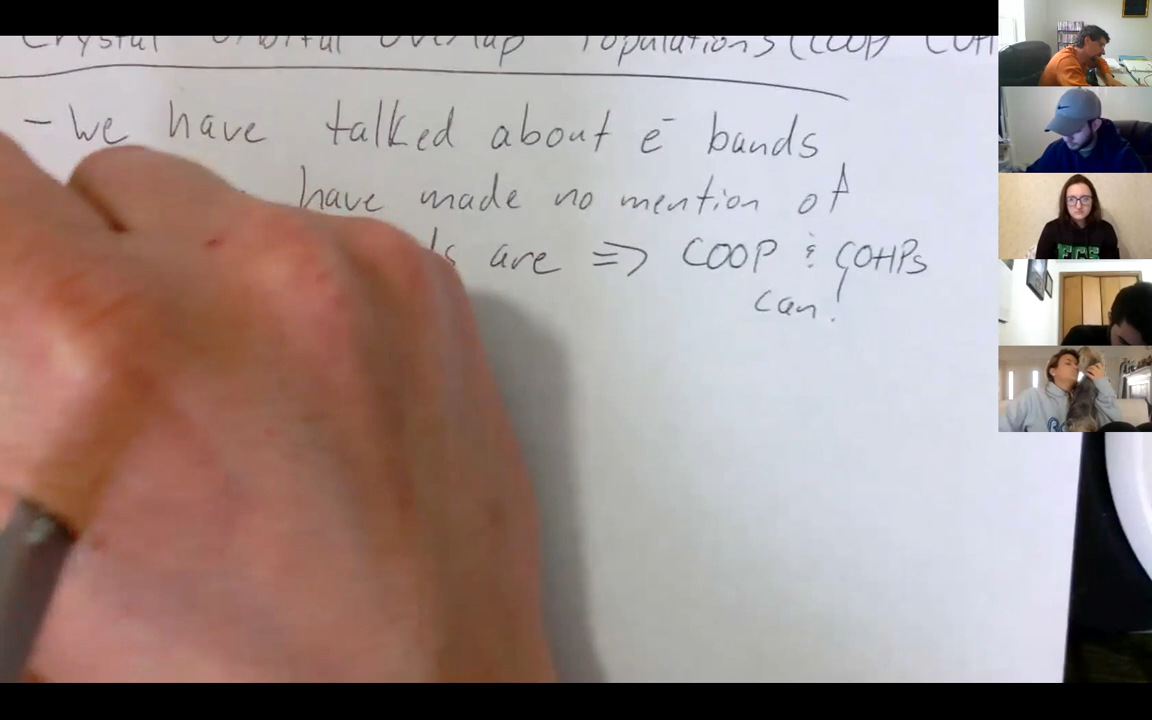 Crystal Orbital Overlap Populations (COOP COH
- We have talked about e⁻ bands
have made no mention of
s are => COOP & COHPs
can!